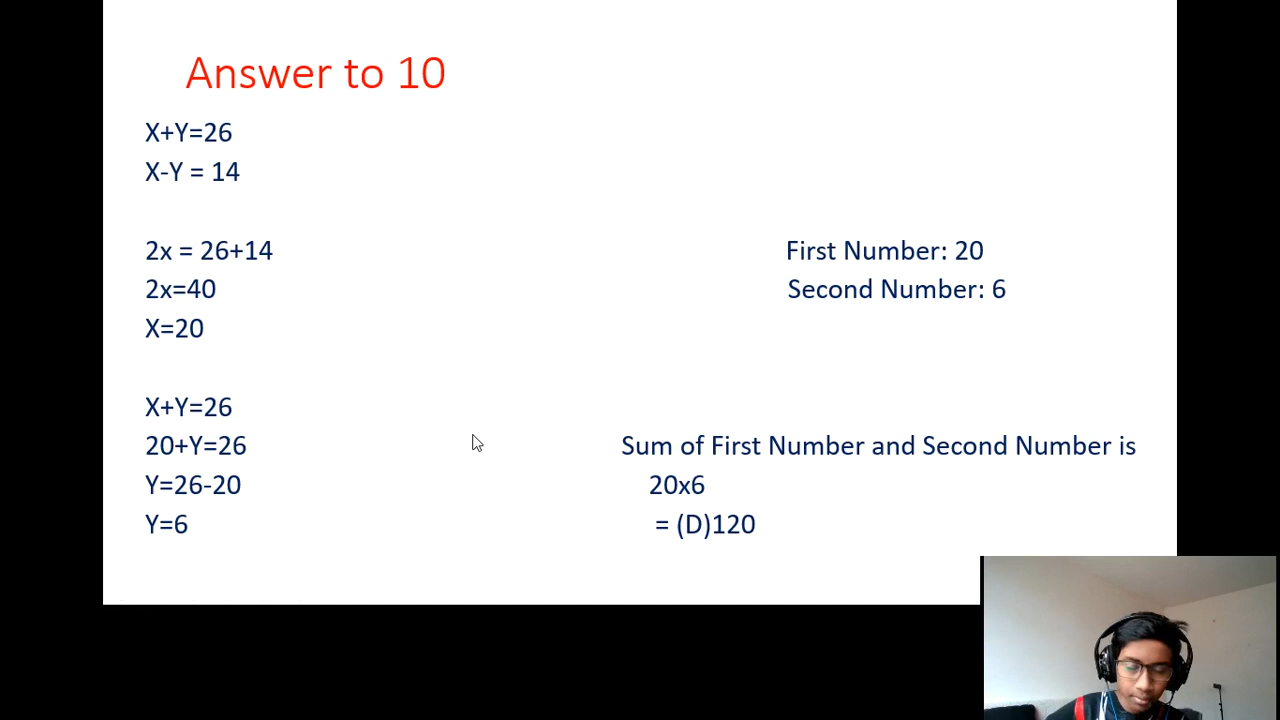 Answer to 10
X+Y=26
X-Y = 14
2x = 26+14
2x=40
X=20
First Number: 20
Second Number: 6
X+Y=26
20+Y=26
Y=26-20
Y=6
Sum of First Number and Second Number is
20x6
= (D)120